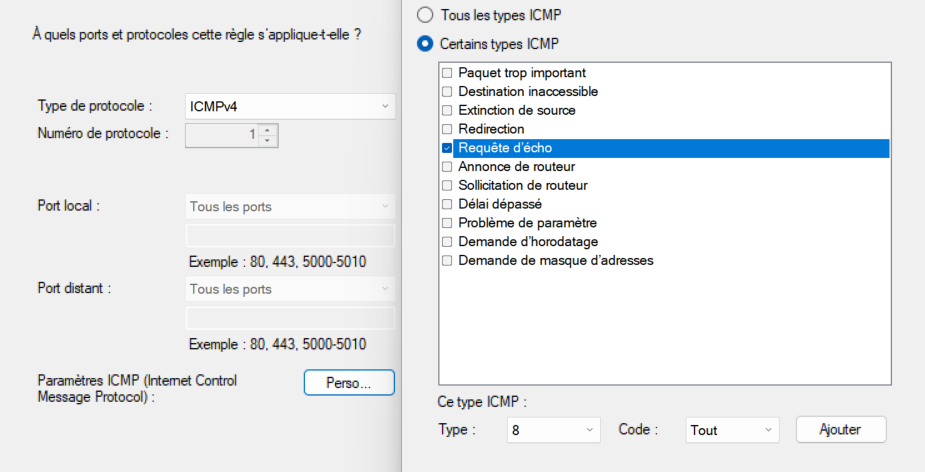 À quels ports et protocoles cette règle s'applique-t-elle ?
Type de protocole :
ICMPv4
Numéro de protocole :
1
Port local :
Tous les ports
Exemple : 80, 443, 5000-5010
Port distant :
Tous les ports
Exemple : 80, 443, 5000-5010
Paramètres ICMP (Internet Control
Message Protocol) :
Perso...
Tous les types ICMP
Certains types ICMP
Paquet trop important
Destination inaccessible
Extinction de source
Redirection
Requête d'écho
Annonce de routeur
Sollicitation de routeur
Délai dépassé
Problème de paramètre
Demande d'horodatage
Demande de masque d'adresses
Ce type ICMP :
Type :
8
Code :
Tout
Ajouter